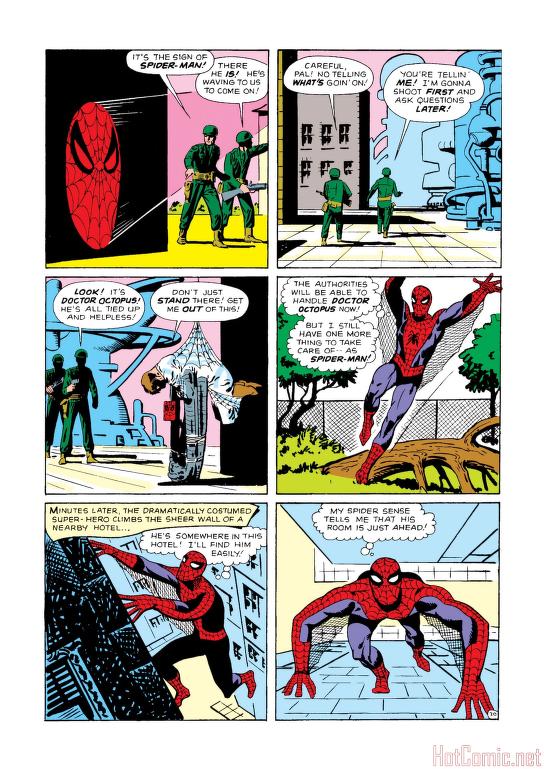 IT'S THE SIGN OF
SPIDER-MAN!
THERE
HE IS! HE'S
WAVING TO US
TO COME ON!
CAREFUL,
PAL! NO TELLING
WHAT'S GOIN' ON!
YOU'RE TELLIN'
ME! I'M GONNA
SHOOT FIRST AND
ASK QUESTIONS
LATER!
LOOK! IT'S
DOCTOR OCTOPUS!
HE'S ALL TIED UP
AND HELPLESS!
DON'T JUST
STAND THERE! GET
ME OUT OF THIS!
THE AUTHORITIES
WILL BE ABLE TO
HANDLE DOCTOR
OCTOPUS NOW!
BUT I STILL
HAVE ONE MORE
THING TO TAKE
CARE OF-- AS
SPIDER-MAN!
MINUTES LATER, THE DRAMATICALLY COSTUMED
SUPER-HERO CLIMBS THE SHEER WALL OF A
NEARBY HOTEL...
HE'S SOMEWHERE IN THIS
HOTEL! I'LL FIND HIM
EASILY!
MY SPIDER SENSE
TELLS ME THAT HIS
ROOM IS JUST AHEAD!
20
HotComic.net